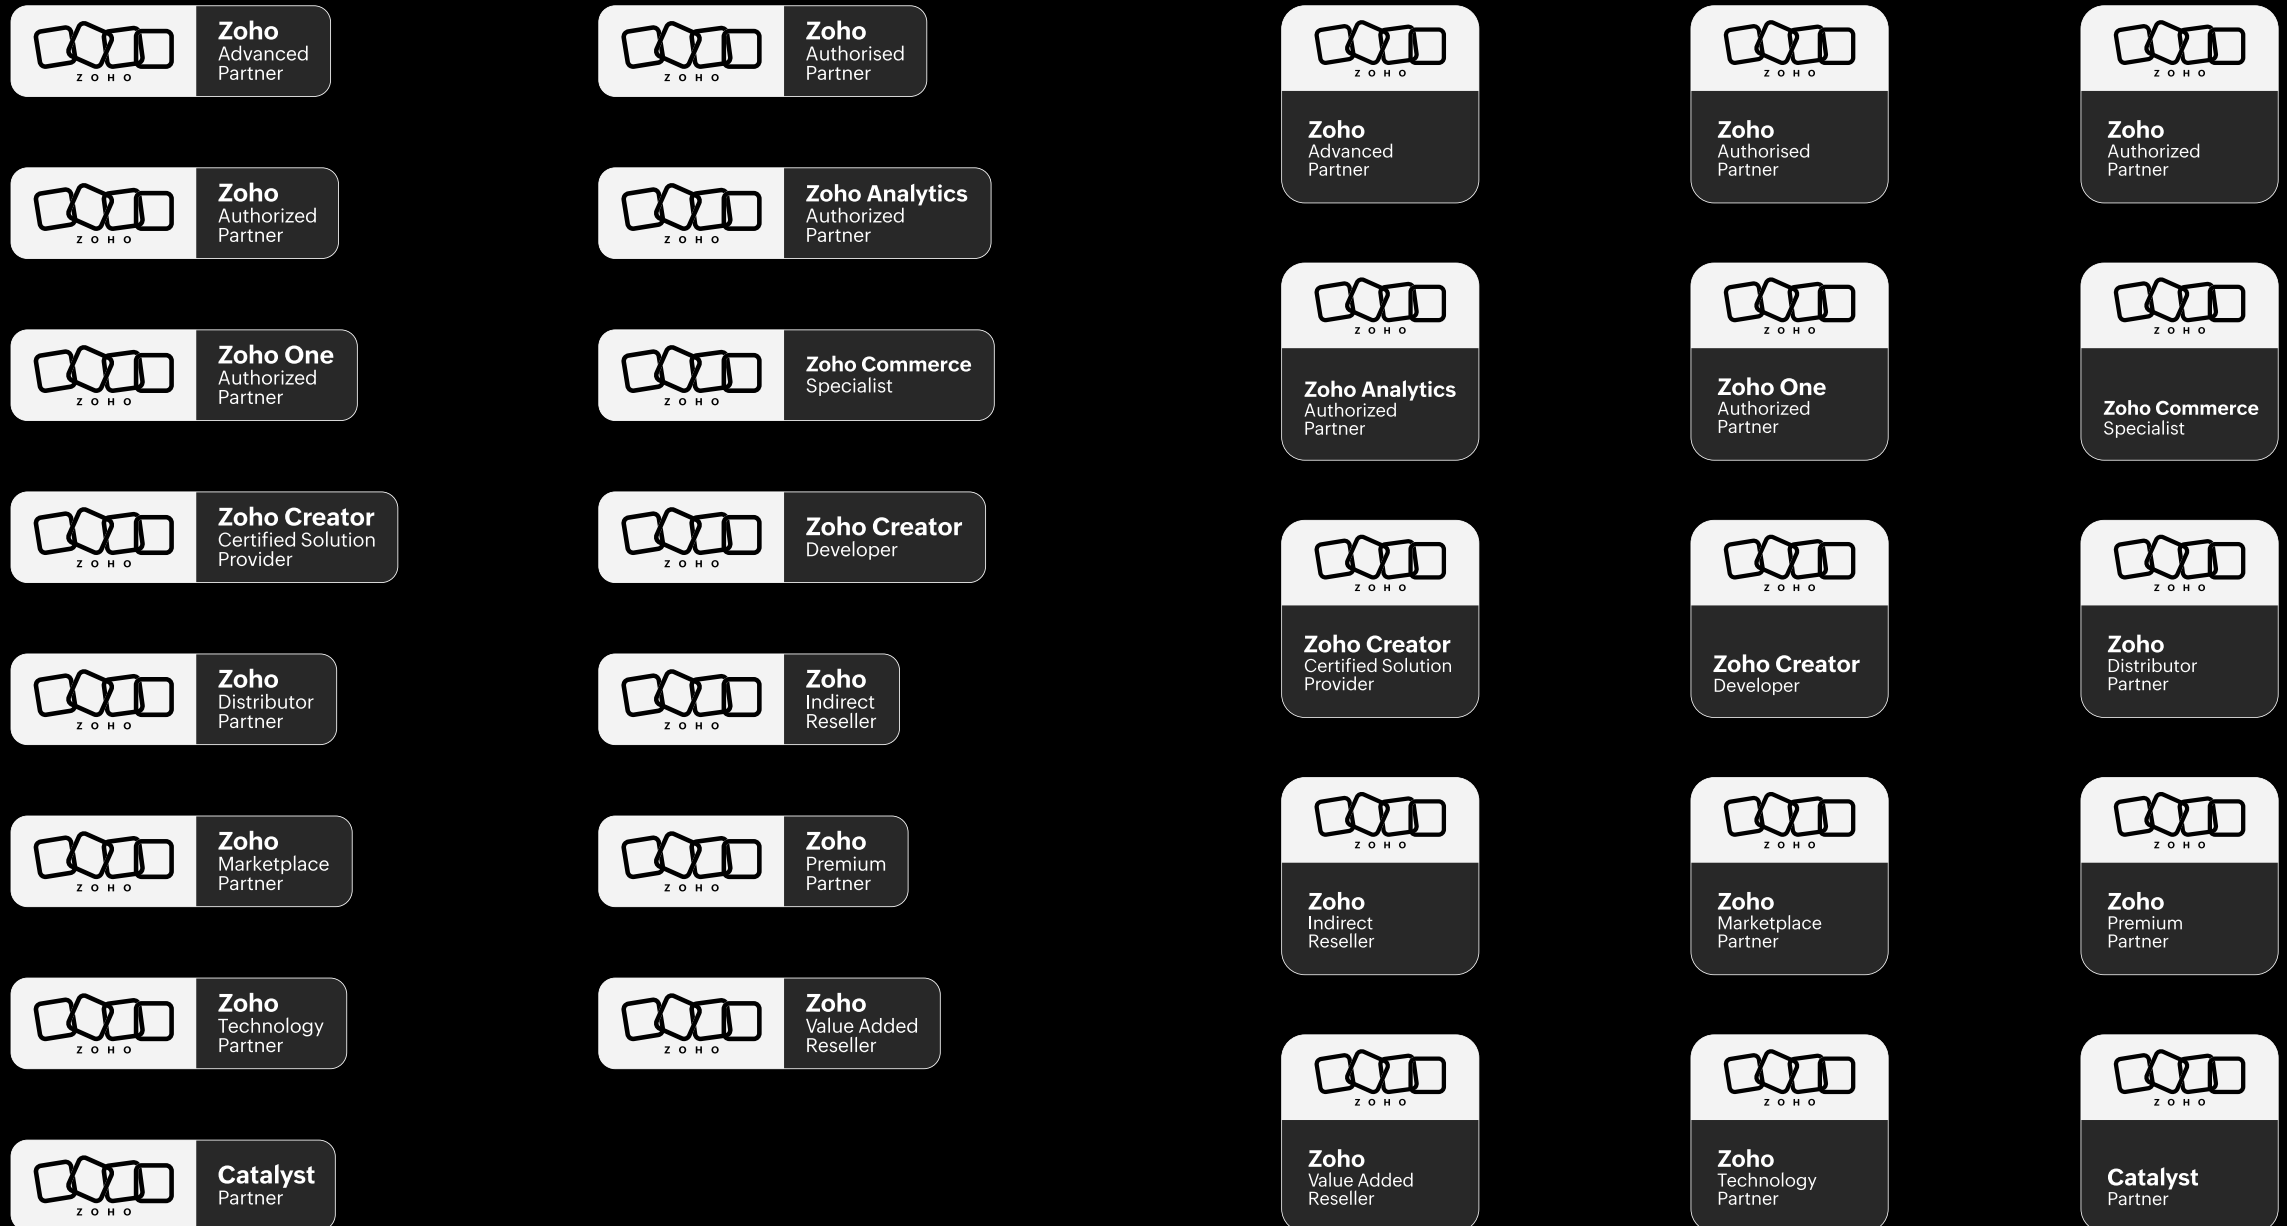 ZOHO
Zoho
Advanced
Partner
ZOHO
Zoho
Authorised
Partner
ZOHO
Zoho
Authorized
Partner
ZOHO
Zoho Analytics
Authorized
Partner
ZOHO
Zoho One
Authorized
Partner
ZOHO
Zoho Commerce
Specialist
ZOHO
Zoho Creator
Certified Solution
Provider
ZOHO
Zoho Creator
Developer
ZOHO
Zoho
Distributor
Partner
ZOHO
Zoho
Indirect
Reseller
ZOHO
Zoho
Marketplace
Partner
ZOHO
Zoho
Premium
Partner
ZOHO
Zoho
Technology
Partner
ZOHO
Zoho
Value Added
Reseller
ZOHO
Catalyst
Partner
ZOHO
Zoho
Advanced
Partner
ZOHO
Zoho
Authorised
Partner
ZOHO
Zoho
Authorized
Partner
ZOHO
Zoho Analytics
Authorized
Partner
ZOHO
Zoho One
Authorized
Partner
ZOHO
Zoho Commerce
Specialist
ZOHO
Zoho Creator
Certified Solution
Provider
ZOHO
Zoho Creator
Developer
ZOHO
Zoho
Distributor
Partner
ZOHO
Zoho
Indirect
Reseller
ZOHO
Zoho
Marketplace
Partner
ZOHO
Zoho
Premium
Partner
ZOHO
Zoho
Value Added
Reseller
ZOHO
Zoho
Technology
Partner
ZOHO
Catalyst
Partner